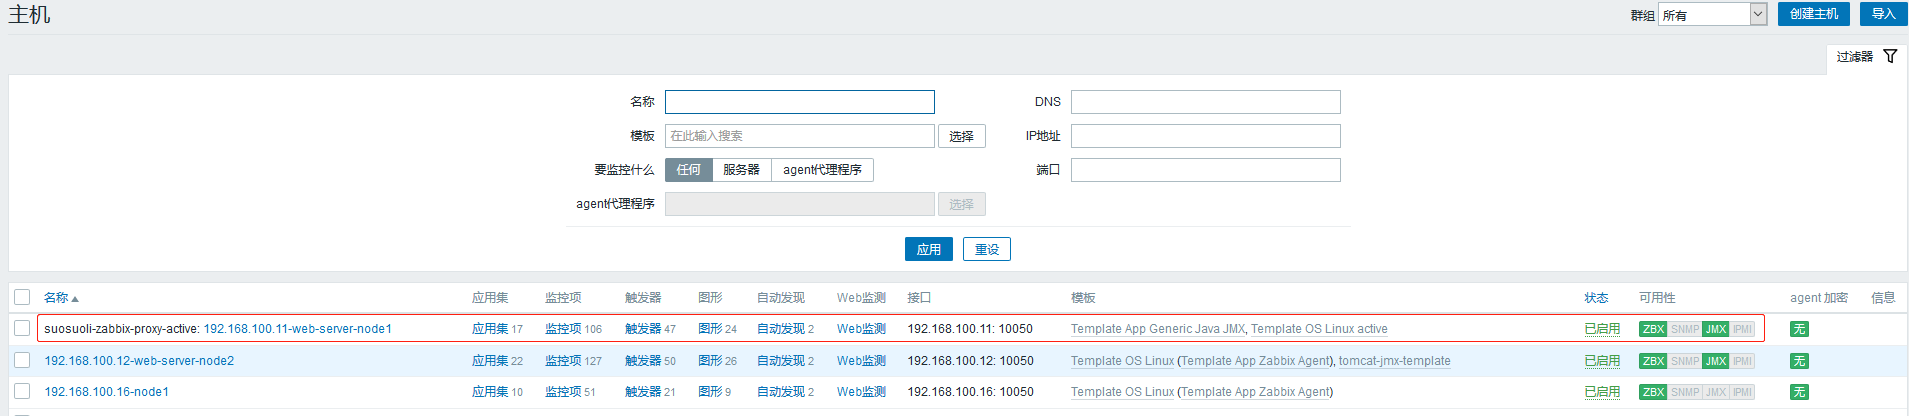 主机 群组 所有 创建主机 导入
过滤器
名称 DNS
模板 在此输入搜索 选择 IP地址
要监控什么 任何 服务器 agent代理程序 端口
agent代理程序 选择
应用 重设
名称 应用集 监控项 触发器 图形 自动发现 Web监测 接口 模板 状态 可用性 agent 加密 信息
suosuoli-zabbix-proxy-active: 192.168.100.11-web-server-node1 应用集 17 监控项 106 触发器 47 图形 24 自动发现 2 Web监测 192.168.100.11: 10050 Template App Generic Java JMX, Template OS Linux active 已启用 ZBX SNMP JMX IPMI 无
192.168.100.12-web-server-node2 应用集 22 监控项 127 触发器 50 图形 26 自动发现 2 Web监测 192.168.100.12: 10050 Template OS Linux (Template App Zabbix Agent), tomcat-jmx-template 已启用 ZBX SNMP JMX IPMI 无
192.168.100.16-node1 应用集 10 监控项 51 触发器 21 图形 9 自动发现 2 Web监测 192.168.100.16: 10050 Template OS Linux (Template App Zabbix Agent) 已启用 ZBX SNMP JMX IPMI 无